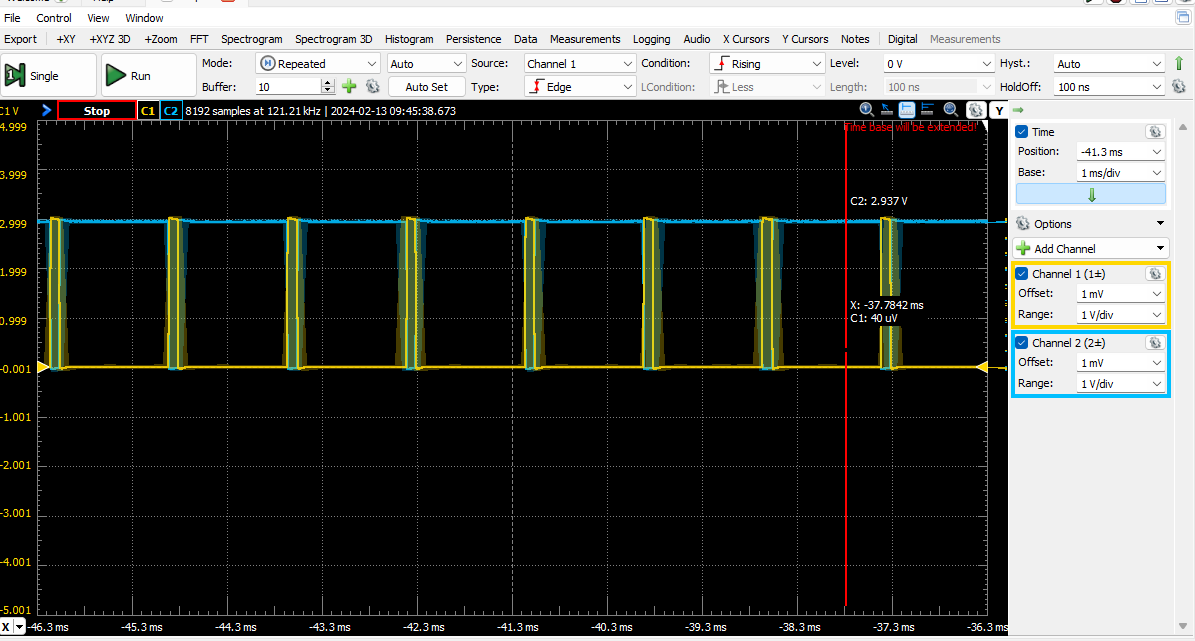 File Control View Window
Export +XY +XYZ 3D +Zoom FFT Spectrogram Spectrogram 3D Histogram Persistence Data Measurements Logging Audio X Cursors Y Cursors Notes Digital Measurements
Single Run Mode: Repeated Auto Source: Channel 1 Condition: Rising Level: 0 V Hyst.: Auto
Buffer: 10 Auto Set Type: Edge LCondition: Less Length: 100 ns HoldOff: 100 ns
C1 V Stop C1 C2 8192 samples at 121.21 kHz | 2024-02-13 09:45:38.673 Y
4.999
3.999
2.999
1.999
0.999
-0.001
-1.001
-2.001
-3.001
-4.001
-5.001
time base will be extended!
C2: 2.937 V
X: -37.7842 ms
C1: 40 uV
X -46.3 ms -45.3 ms -44.3 ms -43.3 ms -42.3 ms -41.3 ms -40.3 ms -39.3 ms -38.3 ms -37.3 ms -36.3 ms
Time
Position: -41.3 ms
Base: 1 ms/div
Options
Add Channel
Channel 1 (1±)
Offset: 1 mV
Range: 1 V/div
Channel 2 (2±)
Offset: 1 mV
Range: 1 V/div